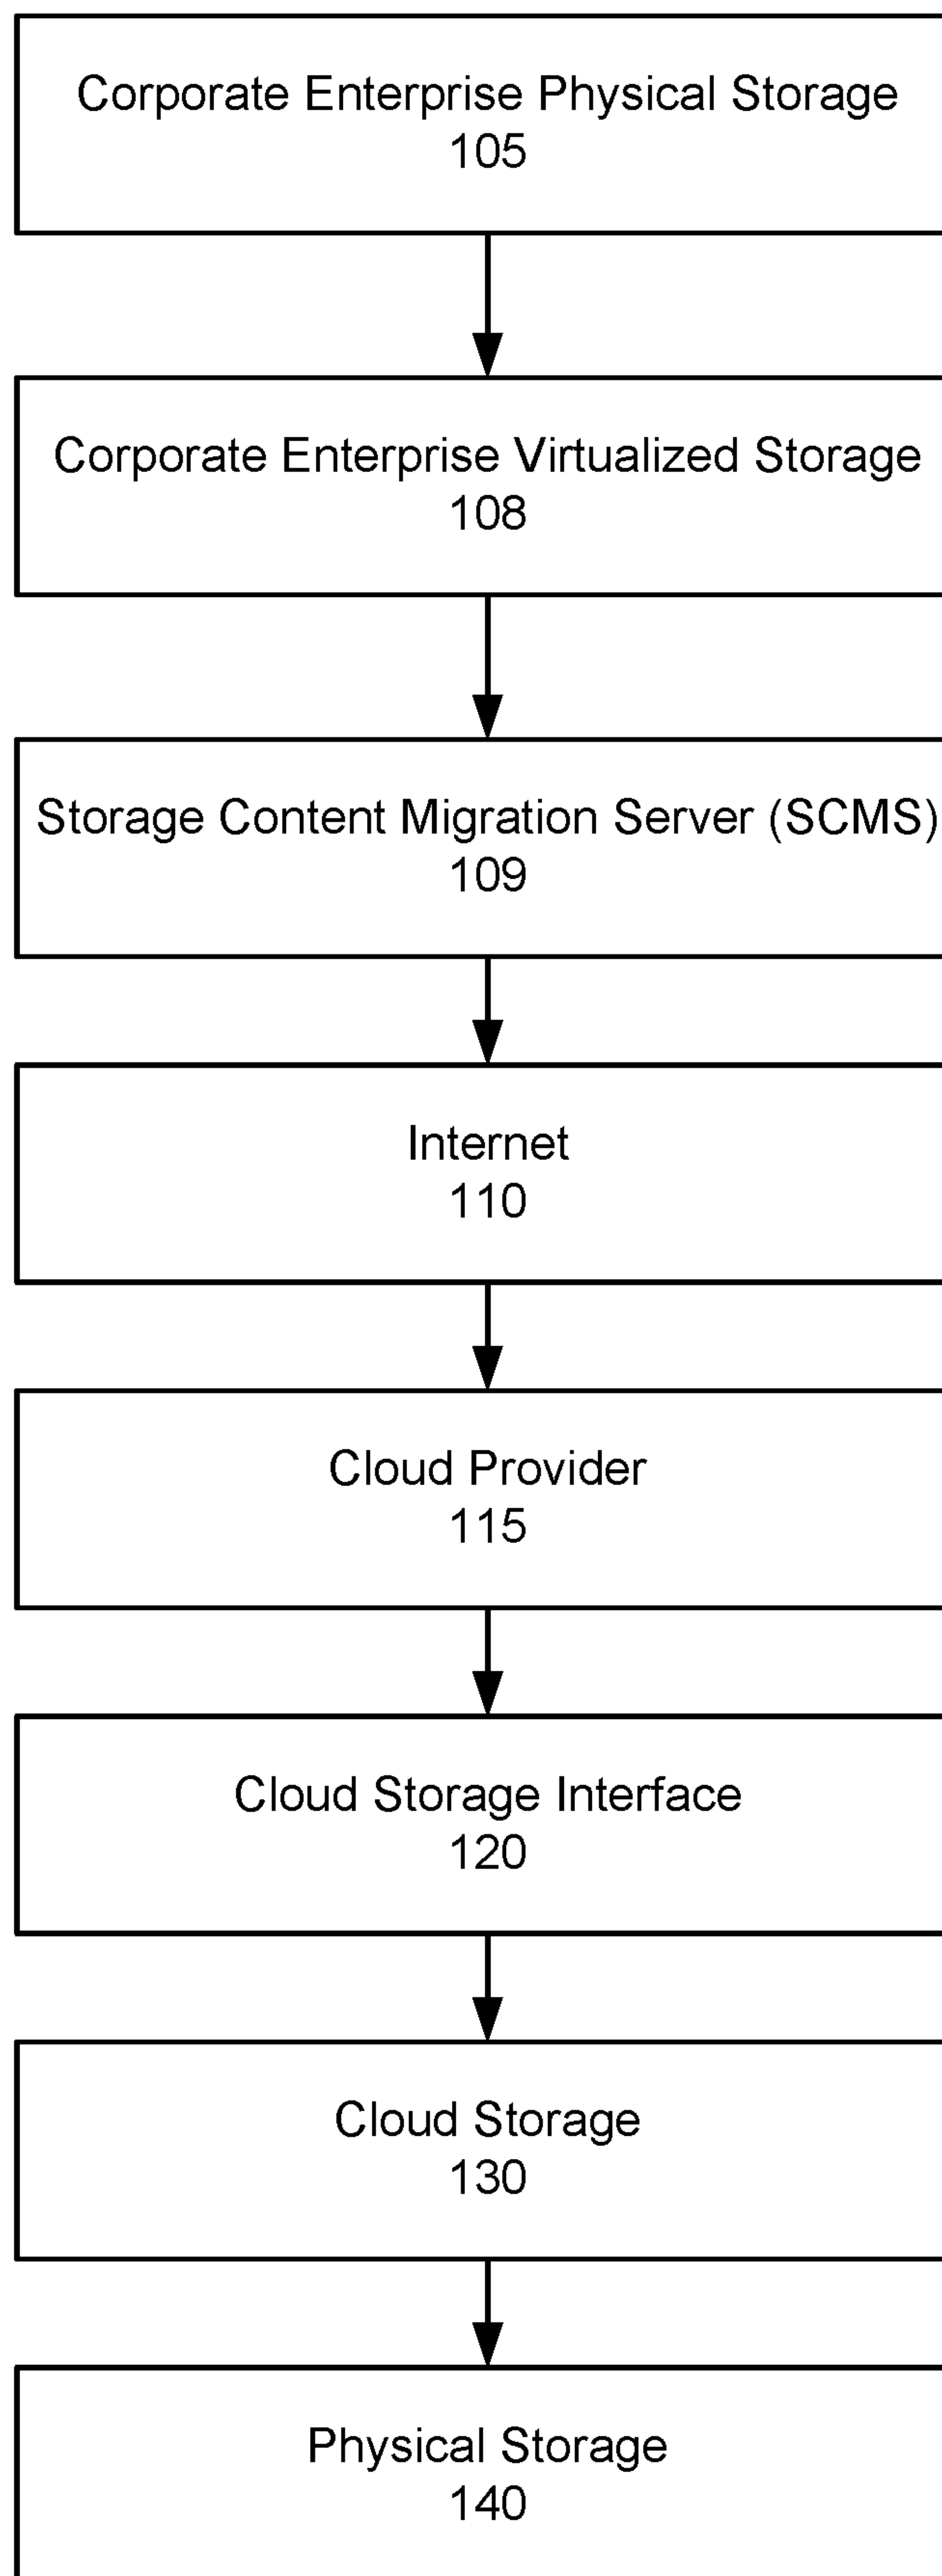 Corporate Enterprise Physical Storage
105
Corporate Enterprise Virtualized Storage
108
Storage Content Migration Server (SCMS)
109
Internet
110
Cloud Provider
115
Cloud Storage Interface
120
Cloud Storage
130
Physical Storage
140